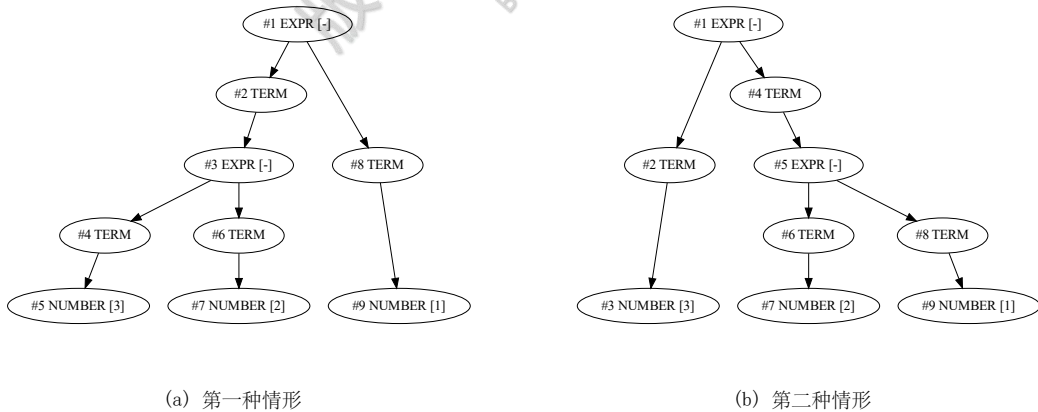 版
B
#1 EXPR [-]
#2 TERM
#3 EXPR [-]
#8 TERM
#4 TERM
#6 TERM
#5 NUMBER [3]
#7 NUMBER [2]
#9 NUMBER [1]
(a) 第一种情形
#1 EXPR [-]
#4 TERM
#2 TERM
#5 EXPR [-]
#6 TERM
#8 TERM
#3 NUMBER [3]
#7 NUMBER [2]
#9 NUMBER [1]
(b) 第二种情形